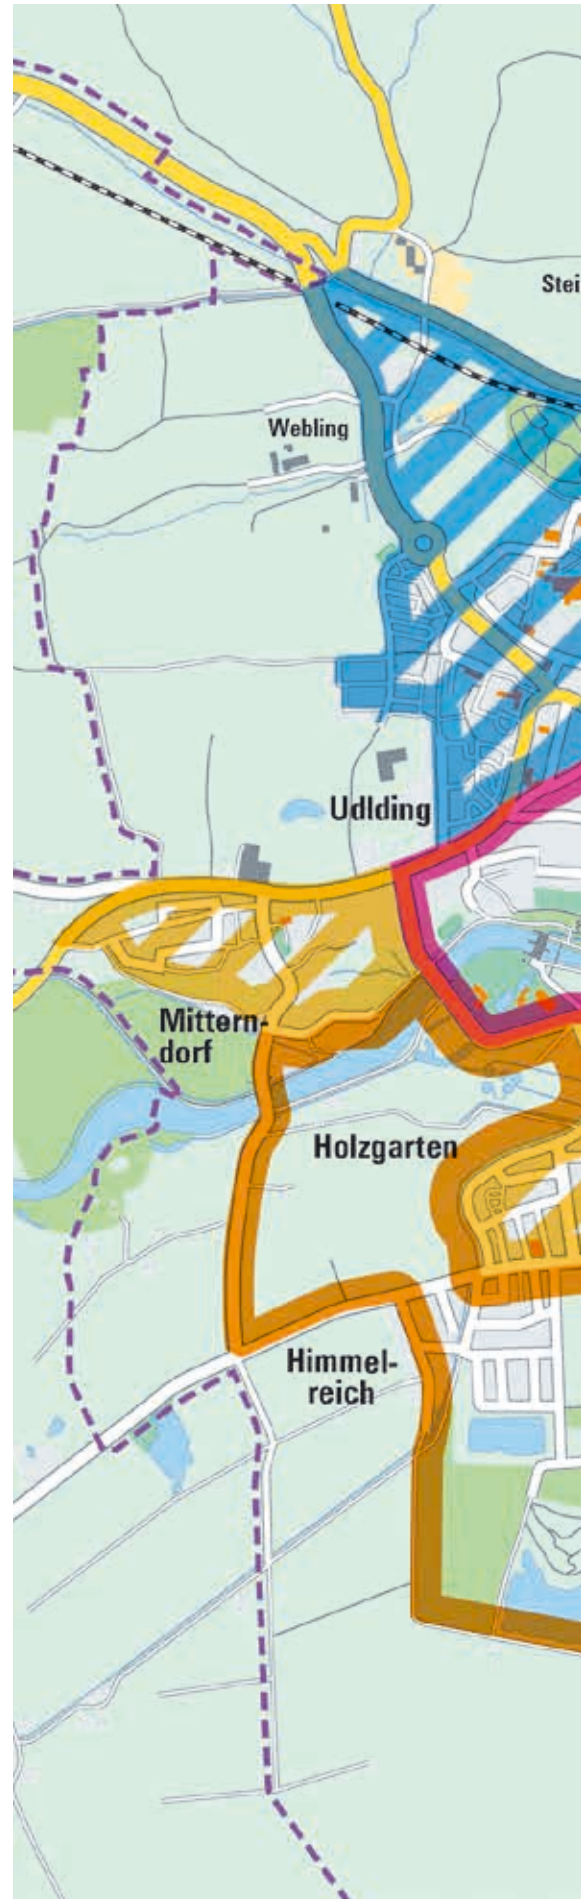 Stei
Webling
Udlding
Mittern-
dorf
Holzgarten
Himmel-
reich